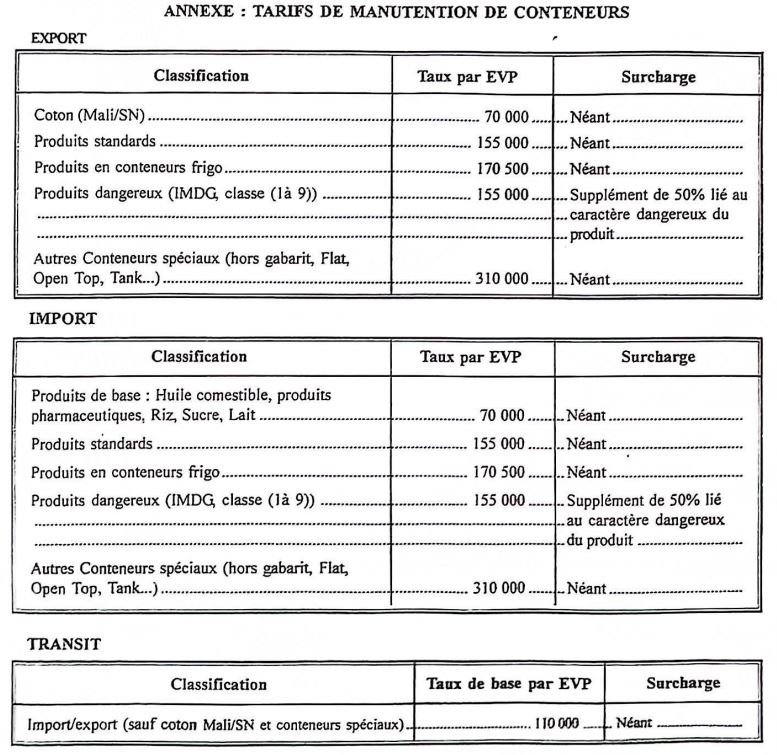 ANNEXE : TARIFS DE MANUTENTION DE CONTENEURS
EXPORT
Classification Taux par EVP Surcharge
Coton (Mali/SN) 70 000 Néant
Produits standards 155 000 Néant
Produits en conteneurs frigo 170 500 Néant
Produits dangereux (IMDG, classe (1à 9)) 155 000 Supplément de 50% lié au
caractère dangereux du
produit
Autres Conteneurs spéciaux (hors gabarit, Flat,
Open Top, Tank...) 310 000 Néant
IMPORT
Classification Taux par EVP Surcharge
Produits de base : Huile comestible, produits
pharmaceutiques, Riz, Sucre, Lait 70 000 Néant
Produits standards 155 000 Néant
Produits en conteneurs frigo 170 500 Néant
Produits dangereux (IMDG, classe (1à 9)) 155 000 Supplément de 50% lié
au caractère dangereux
du produit
Autres Conteneurs spéciaux (hors gabarit, Flat,
Open Top, Tank...) 310 000 Néant
TRANSIT
Classification Taux de base par EVP Surcharge
Import/export (sauf coton Mali/SN et conteneurs spéciaux) 110 000 Néant